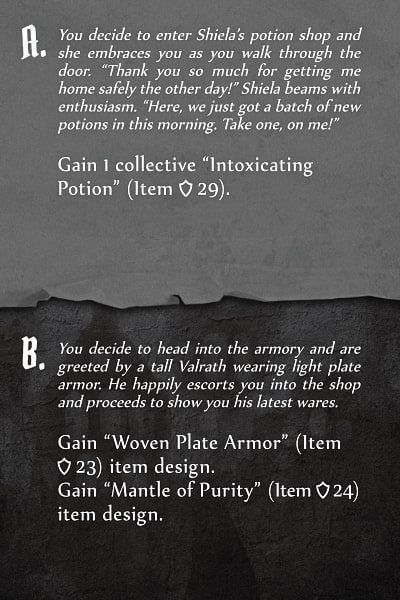 A.
You decide to enter Shiela’s potion shop and
she embraces you as you walk through the
door. “Thank you so much for getting me
home safely the other day!” Shiela beams with
enthusiasm. “Here, we just got a batch of new
potions in this morning. Take one, on me!”
Gain 1 collective “Intoxicating
Potion” (Item 29).
B.
You decide to head into the armory and are
greeted by a tall Valrath wearing light plate
armor. He happily escorts you into the shop
and proceeds to show you his latest wares.
Gain “Woven Plate Armor” (Item
23) item design.
Gain “Mantle of Purity” (Item 24)
item design.